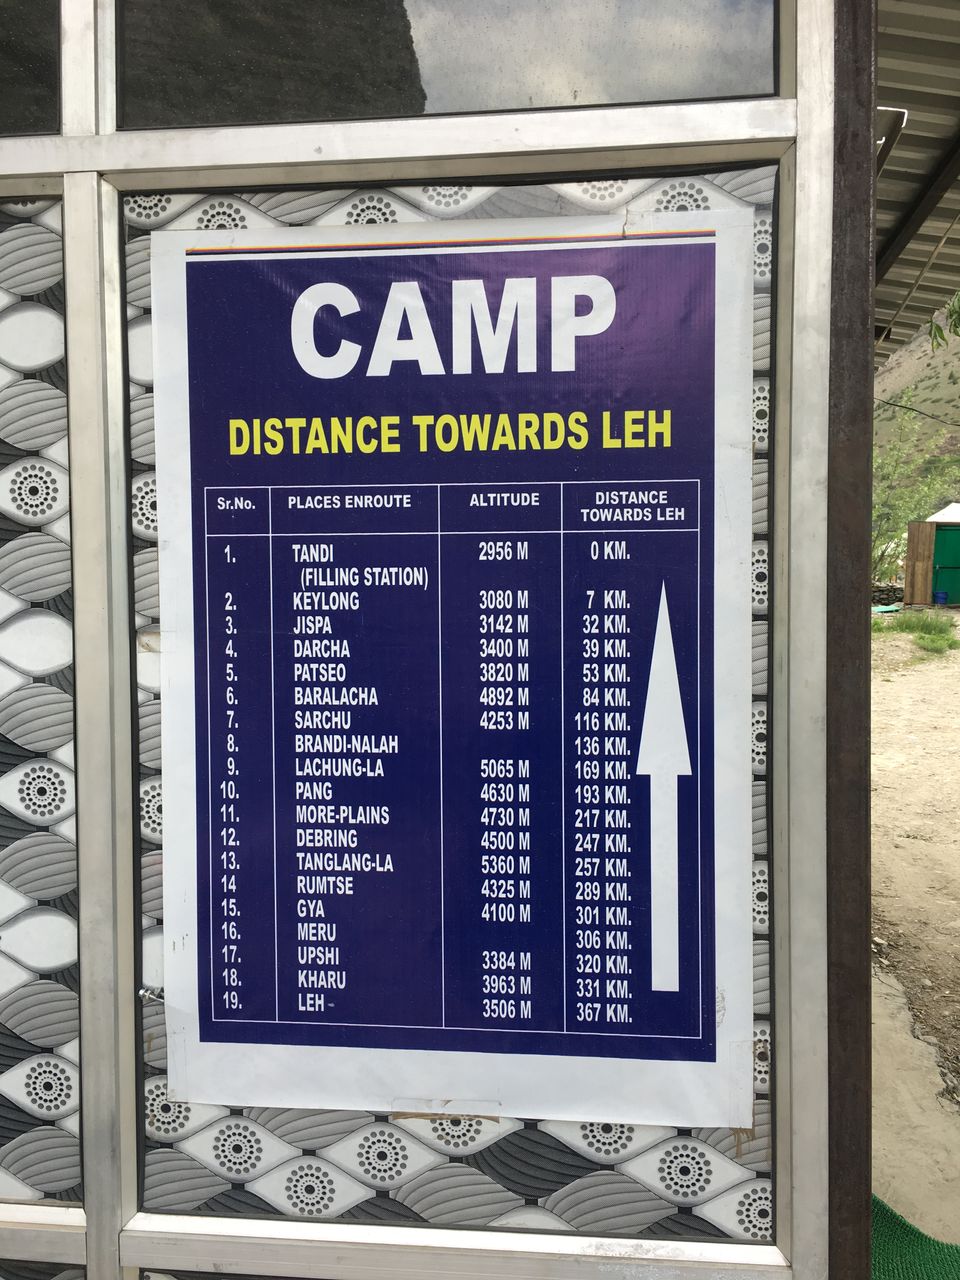 CAMP
DISTANCE TOWARDS LEH
Sr.No. PLACES ENROUTE ALTITUDE DISTANCE TOWARDS LEH
1. TANDI 2956 M 0 KM.
(FILLING STATION)
2. KEYLONG 3080 M 7 KM.
3. JISPA 3142 M 32 KM.
4. DARCHA 3400 M 39 KM.
5. PATSEO 3820 M 53 KM.
6. BARALACHA 4892 M 84 KM.
7. SARCHU 4253 M 116 KM.
8. BRANDI-NALAH 136 KM.
9. LACHUNG-LA 5065 M 169 KM.
10. PANG 4630 M 193 KM.
11. MORE-PLAINS 4730 M 217 KM.
12. DEBRING 4500 M 247 KM.
13. TANGLANG-LA 5360 M 257 KM.
14 RUMTSE 4325 M 289 KM.
15. GYA 4100 M 301 KM.
16. MERU 306 KM.
17. UPSHI 3384 M 320 KM.
18. KHARU 3963 M 331 KM.
19. LEH 3506 M 367 KM.